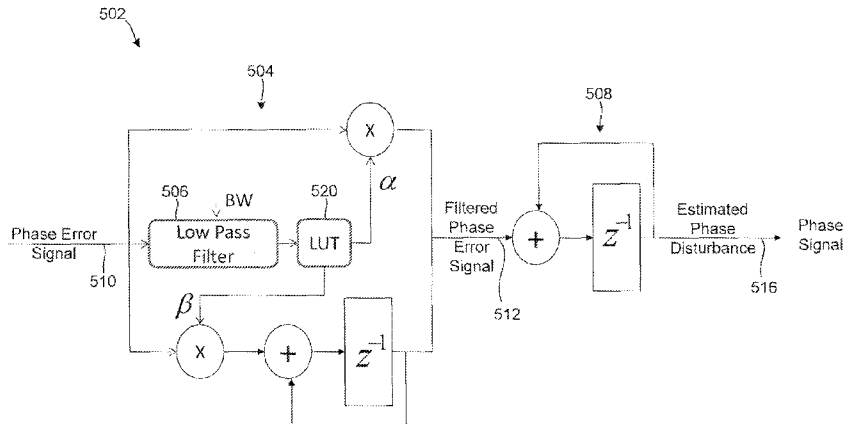 502
504
508
X
α
506
BW
520
Low Pass
Filter
LUT
Phase Error
Signal
510
Filtered
Phase
Error
Signal
512
+
z⁻¹
Estimated
Phase
Disturbance
516
Phase
Signal
β
X
+
z⁻¹